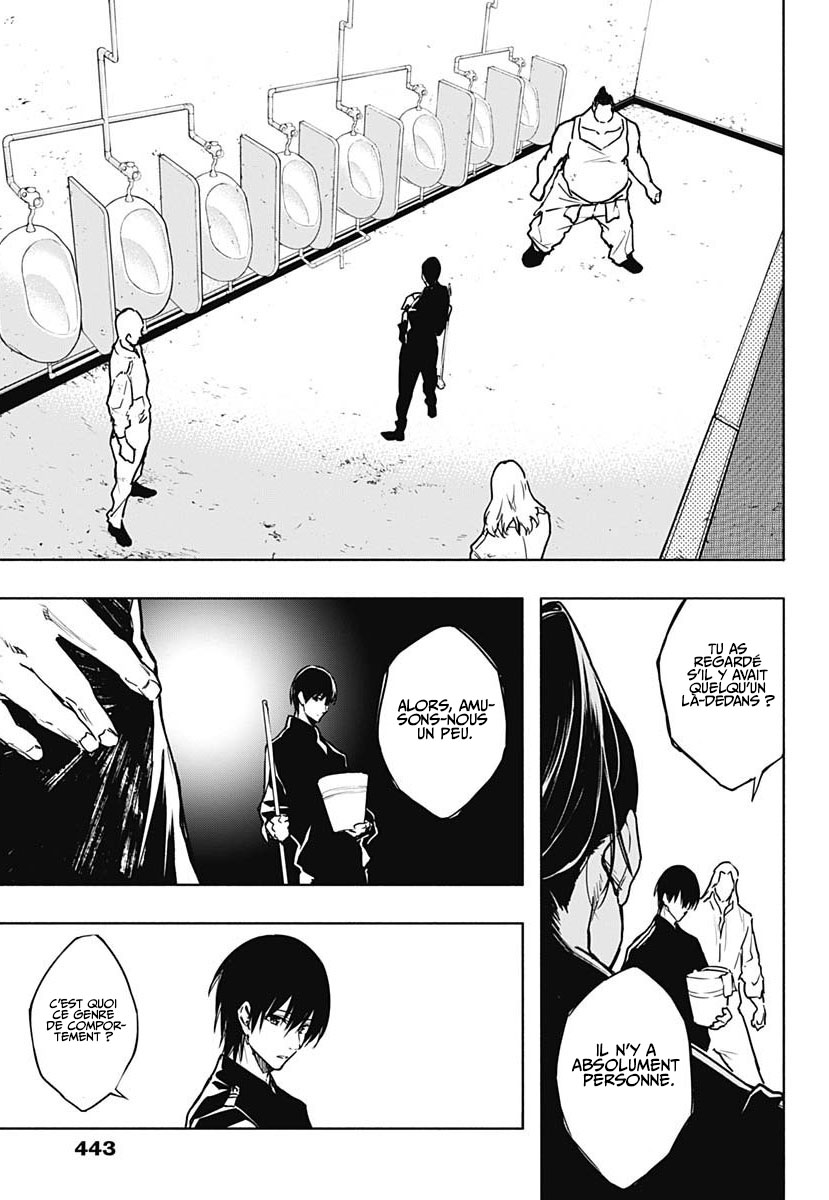 TU AS
REGARDÉ
S'IL Y AVAIT
QUELQU'UN
LÀ-DEDANS ?
IL N'Y A
ABSOLUMENT
PERSONNE.
ALORS, AMU-
SONS-NOUS
UN PEU.
C'EST QUOI
CE GENRE
DE COMPOR-
TEMENT ?
443